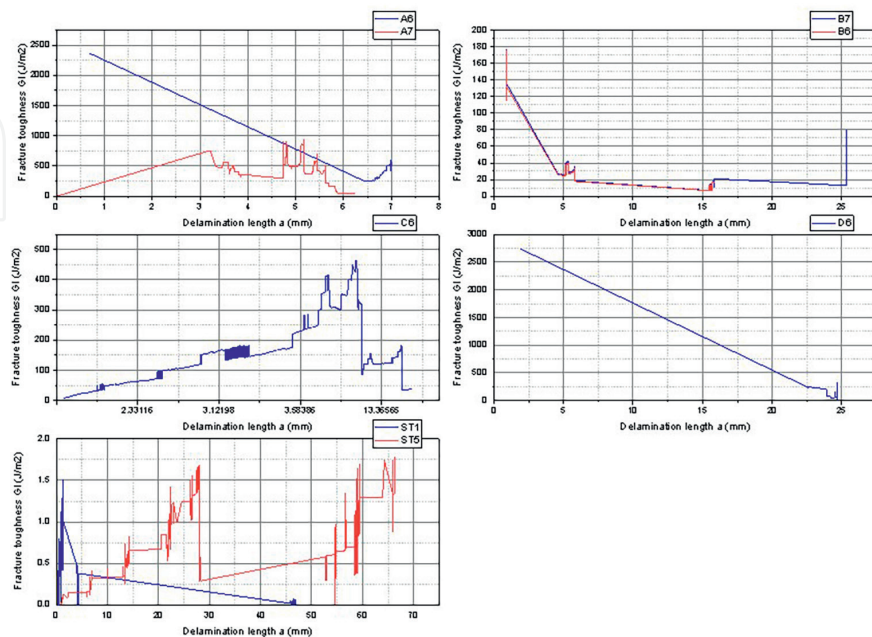 A6
A7
Fracture toughness GI (J/m2)
2500
2000
1500
1000
500
0
0 1 2 3 4 5 6 7 8
Delamination length a (mm)
B7
B6
Fracture toughness GI (J/m2)
200
180
160
140
120
100
80
60
40
20
0
0 5 10 15 20 25
Delamination length a (mm)
C6
Fracture toughness GI (J/m2)
500
400
300
200
100
0
2.33116 3.12198 3.58386 13.36566
Delamination length a (mm)
D6
Fracture toughness GI (J/m2)
3000
2500
2000
1500
1000
500
0
0 5 10 15 20 25
Delamination length a (mm)
ST1
ST5
Fracture toughness GI (J/m2)
2.0
1.5
1.0
0.5
0.0
0 10 20 30 40 50 60 70
Delamination length a (mm)